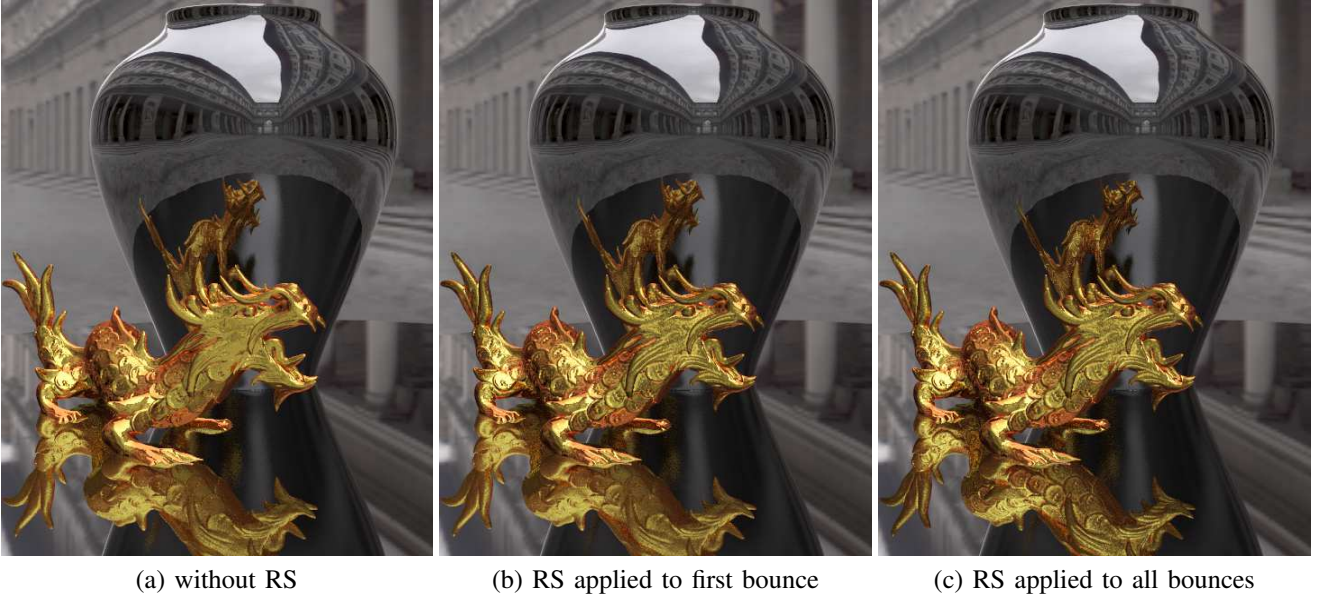 (a) without RS
(b) RS applied to first bounce
(c) RS applied to all bounces